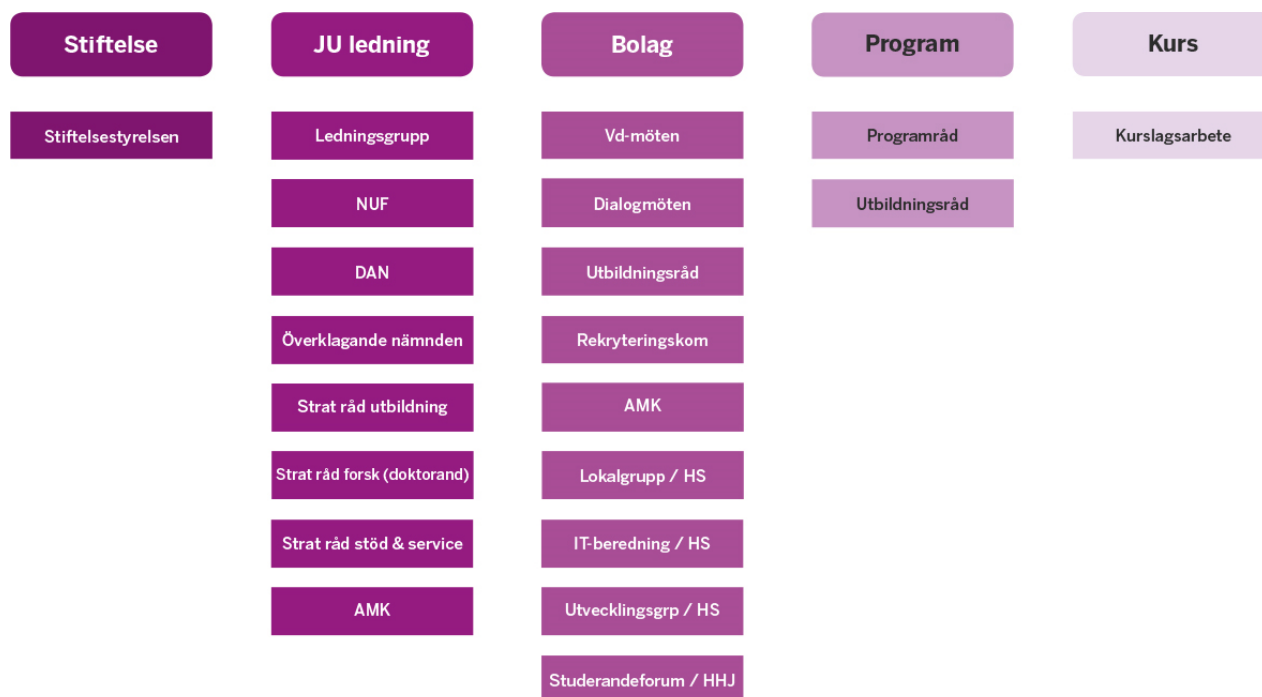 Stiftelse
JU ledning
Bolag
Program
Kurs
Stiftelsestyrelsen
Ledningsgrupp
Vd-möten
Programråd
Kurslagsarbete
NUF
Dialogmöten
Utbildningsråd
DAN
Utbildningsråd
Överklagande nämnden
Rekryteringskom
Strat råd utbildning
AMK
Strat råd forsk (doktorand)
Lokalgrupp / HS
Strat råd stöd & service
IT-beredning / HS
AMK
Utvecklingsgrp / HS
Studerandeforum / HHJ